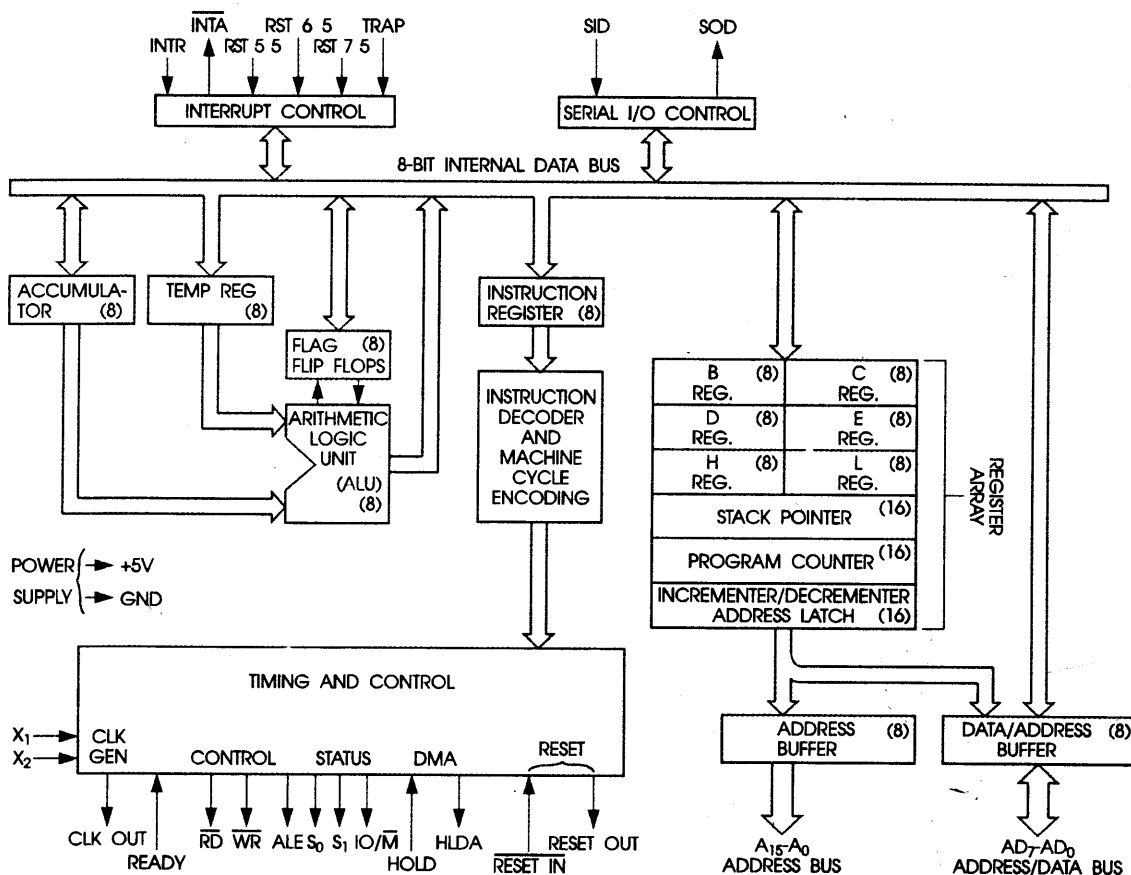 RST 6 5
INTA TRAP
INTR RST 5 5 RST 7 5
SID SOD
INTERRUPT CONTROL
SERIAL I/O CONTROL
8-BIT INTERNAL DATA BUS
ACCUMULA-
TOR (8)
TEMP REG
(8)
INSTRUCTION
REGISTER (8)
FLAG (8)
FLIP FLOPS
ARITHMETIC
LOGIC
UNIT
(ALU)
(8)
INSTRUCTION
DECODER
AND
MACHINE
CYCLE
ENCODING
B (8)
REG.
C (8)
REG.
D (8)
REG.
E (8)
REG.
H (8)
REG.
L (8)
REG.
STACK POINTER (16)
PROGRAM COUNTER (16)
INCREMENTER/DECREMENTER
ADDRESS LATCH (16)
REGISTER
ARRAY
POWER +5V
SUPPLY GND
TIMING AND CONTROL
X1 CLK
X2 GEN
CONTROL STATUS DMA RESET
CLK OUT
READY
RD WR ALE S0 S1 IO/M
HOLD
HLDA
RESET IN
RESET OUT
ADDRESS (8)
BUFFER
DATA/ADDRESS (8)
BUFFER
A15-A0
ADDRESS BUS
AD7-AD0
ADDRESS/DATA BUS